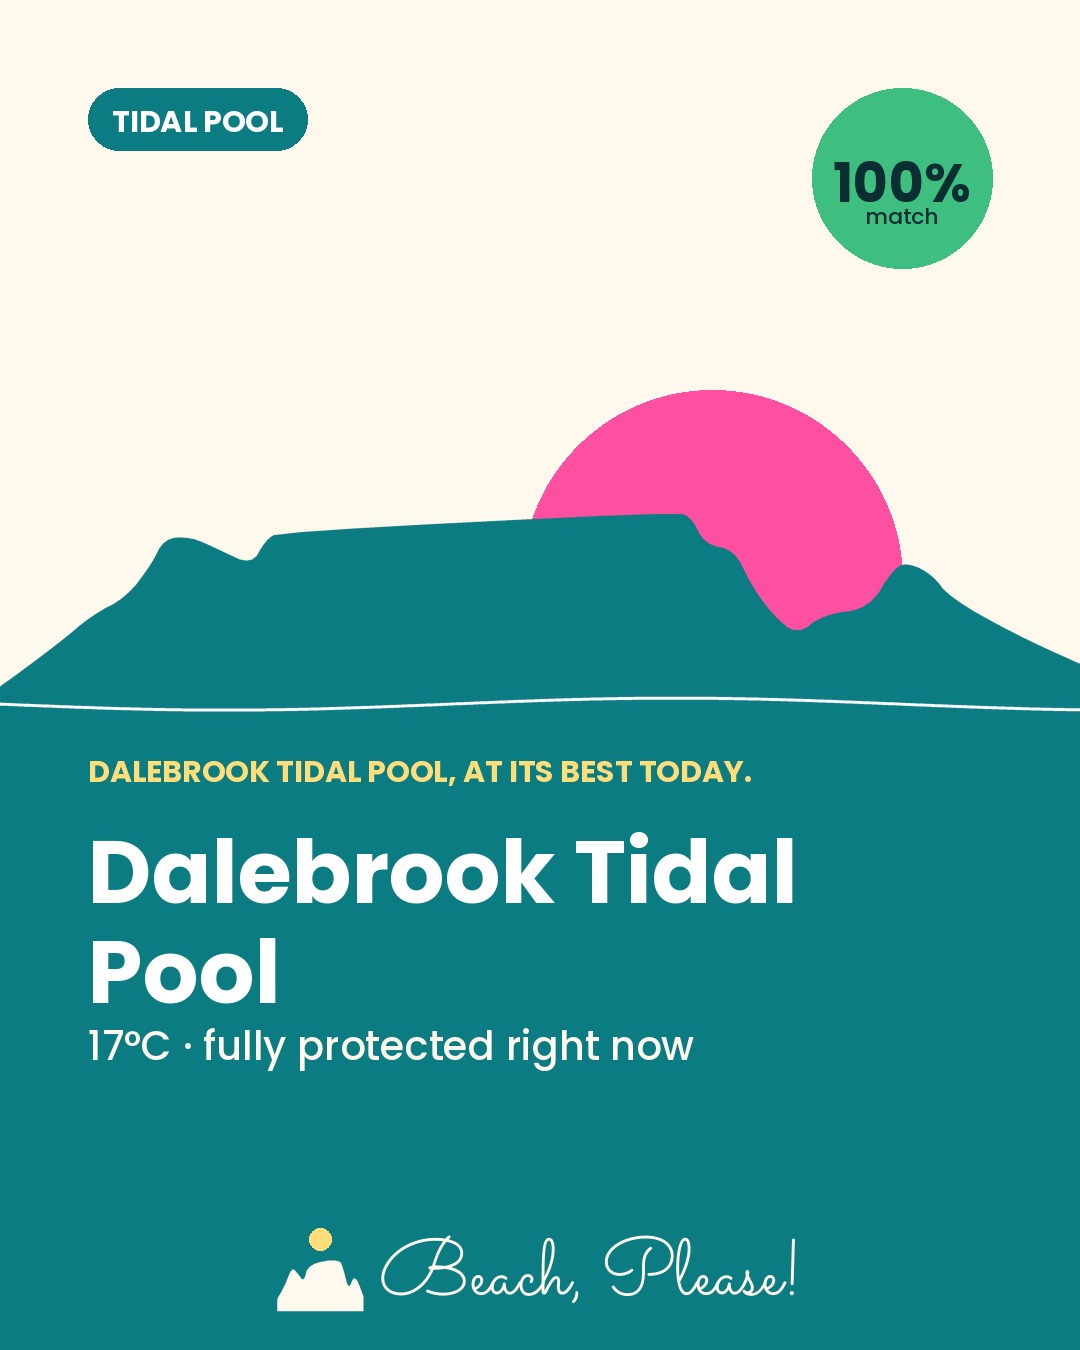 TIDAL POOL
100%
match
DALEBROOK TIDAL POOL, AT ITS BEST TODAY.
Dalebrook Tidal
Pool
17°C · fully protected right now
Beach, Please!